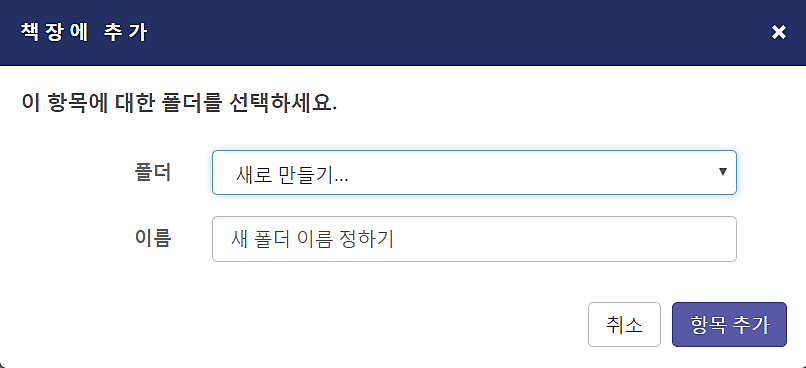 책장에 추가
이 항목에 대한 폴더를 선택하세요.
폴더
새로 만들기...
이름
새 폴더 이름 정하기
취소
항목 추가